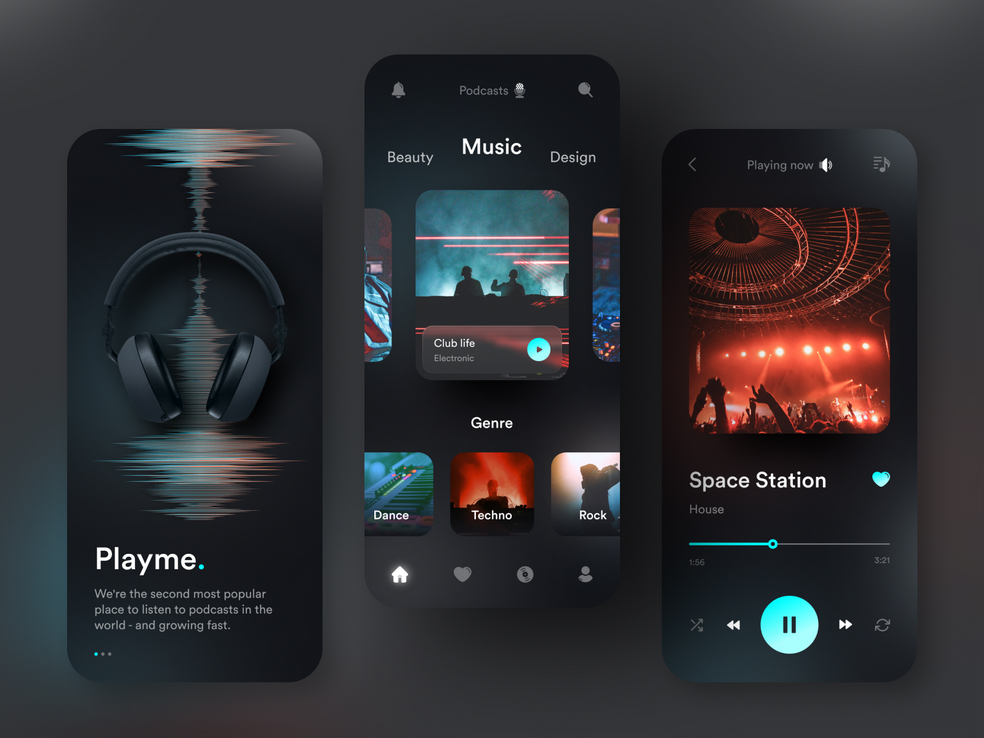 Playme.
We're the second most popular
place to listen to podcasts in the
world - and growing fast.
Podcasts
Beauty
Music
Design
Club life
Electronic
Genre
Dance
Techno
Rock
Playing now
Space Station
House
1:56
3:21